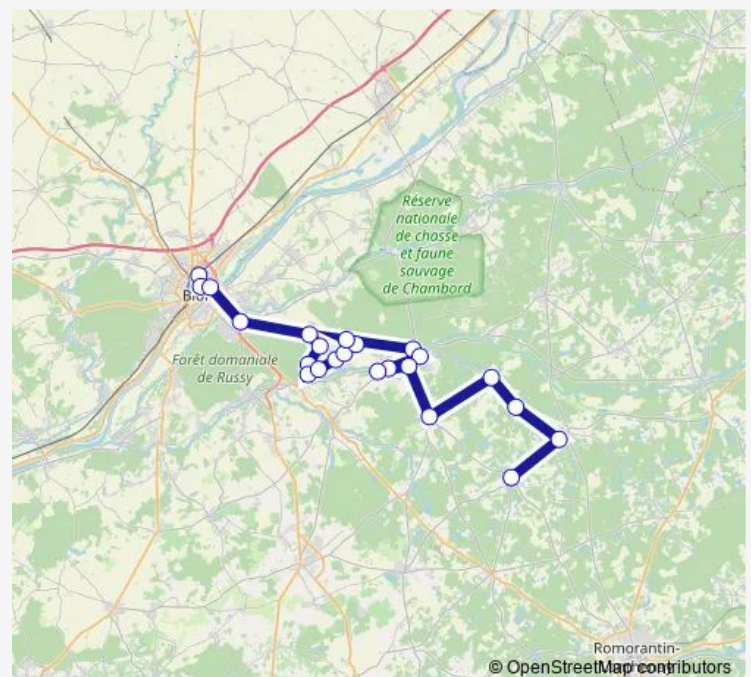 Réserve
nationale
de chasse
et faune
sauvage
de Chambord
Forêt domaniale
de Russy
Romorantin-
© OpenStreetMap contributors